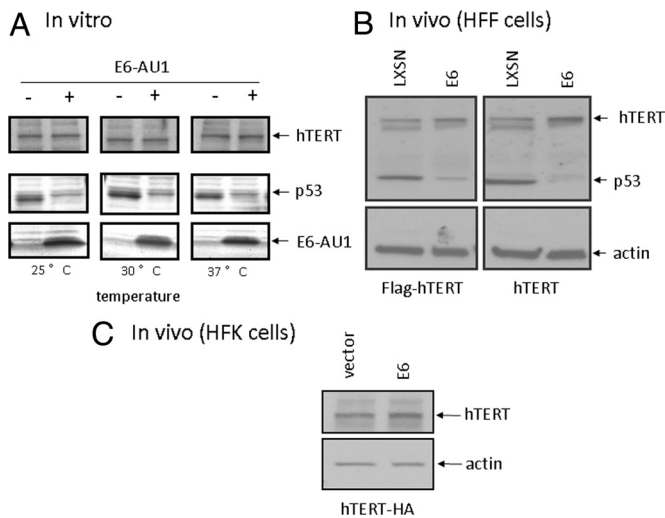 A In vitro
E6-AU1
- + - + - +
hTERT
p53
E6-AU1
25° C 30° C 37° C
temperature
B In vivo (HFF cells)
LXSN E6 LXSN E6
hTERT
p53
actin
Flag-hTERT hTERT
C In vivo (HFK cells)
vector E6
hTERT
actin
hTERT-HA